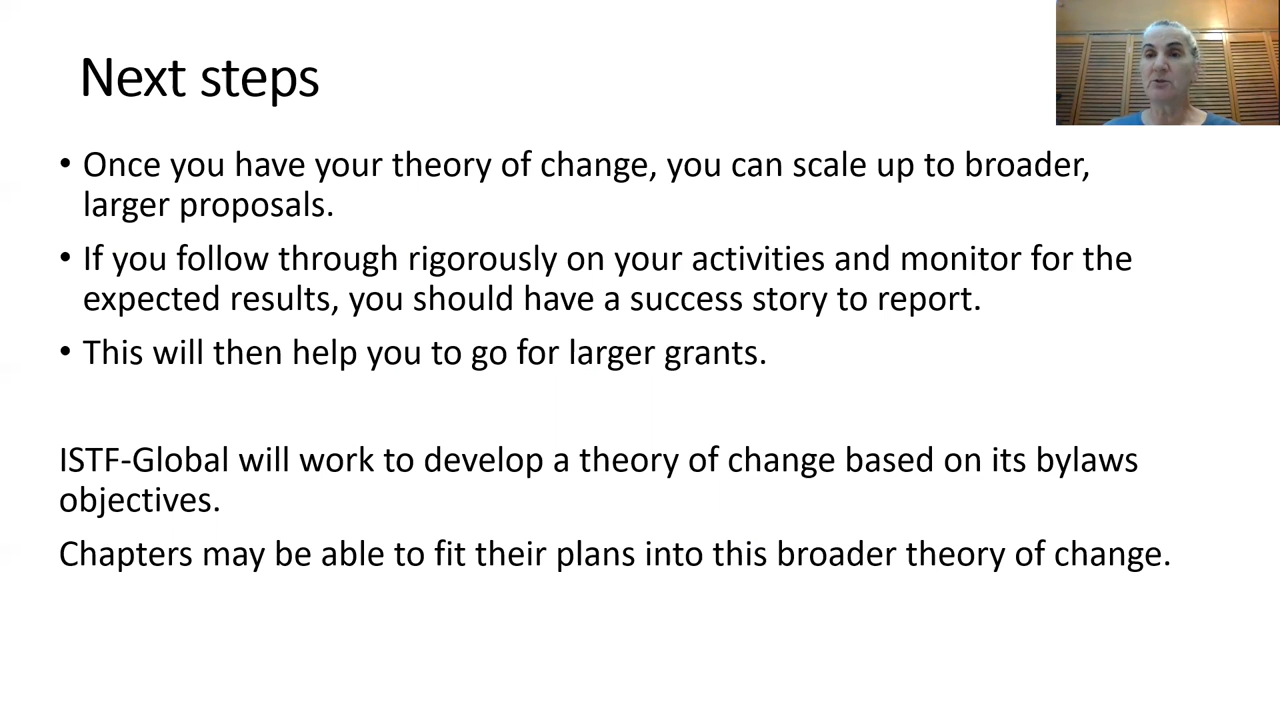 Next steps
• Once you have your theory of change, you can scale up to broader,
larger proposals.
• If you follow through rigorously on your activities and monitor for the
expected results, you should have a success story to report.
• This will then help you to go for larger grants.
ISTF-Global will work to develop a theory of change based on its bylaws
objectives.
Chapters may be able to fit their plans into this broader theory of change.